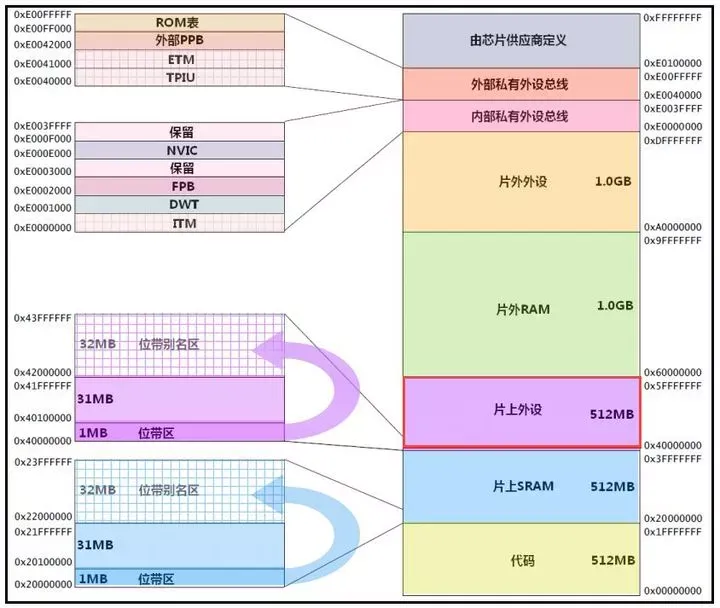 0xE00FFFFF
ROM表
0xE00FF000
外部PPB
0xE0042000
ETM
0xE0041000
TPIU
0xE0040000
0xE003FFFF
保留
0xE000F000
NVIC
0xE000E000
保留
0xE0003000
FPB
0xE0002000
DWT
0xE0001000
ITM
0xE0000000
0x43FFFFFF
32MB 位带别名区
0x42000000
0x41FFFFFF
31MB
0x40100000
1MB 位带区
0x40000000
0x23FFFFFF
32MB 位带别名区
0x22000000
0x21FFFFFF
31MB
0x20100000
1MB 位带区
0x20000000
0xFFFFFFFF
由芯片供应商定义
0xE0100000
0xE00FFFFF
外部私有外设总线
0xE0040000
0xE003FFFF
内部私有外设总线
0xE0000000
0xDFFFFFFF
片外外设 1.0GB
0xA0000000
0x9FFFFFFF
片外RAM 1.0GB
0x60000000
0x5FFFFFFF
片上外设 512MB
0x40000000
0x3FFFFFFF
片上SRAM 512MB
0x20000000
0x1FFFFFFF
代码 512MB
0x00000000